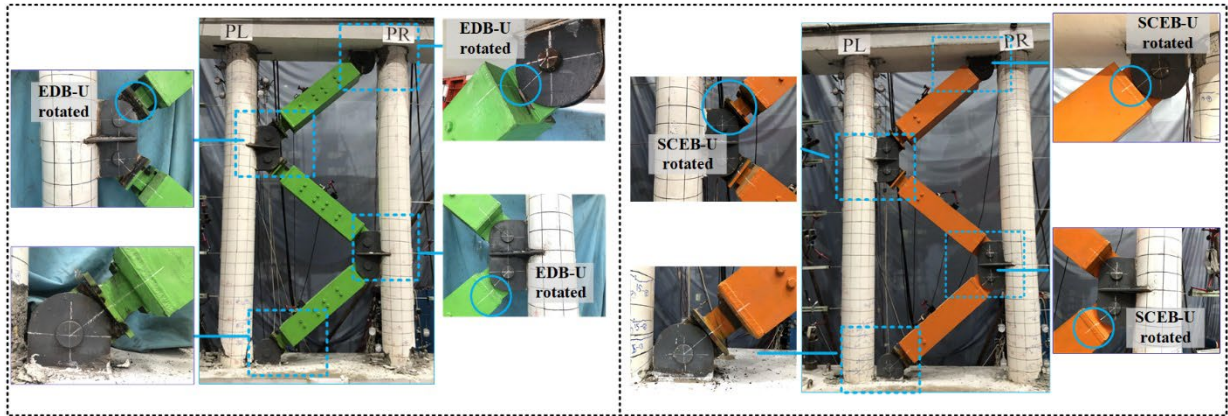 PL
PR
EDB-U
rotated
EDB-U
rotated
EDB-U
rotated
PL
PR
SCEB-U
rotated
SCEB-U
rotated
SCEB-U
rotated